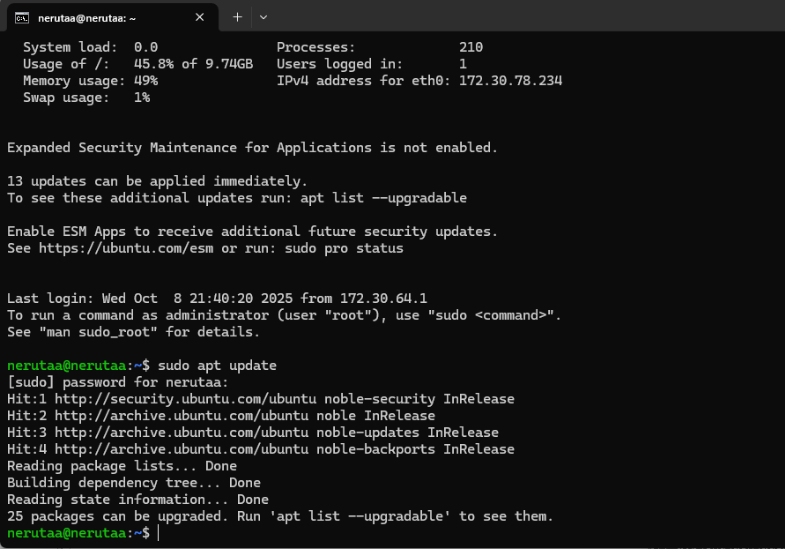 nerutaa@nerutaa: ~
System load: 0.0 Processes: 210
Usage of /: 45.8% of 9.74GB Users logged in: 1
Memory usage: 49% IPv4 address for eth0: 172.30.78.234
Swap usage: 1%
Expanded Security Maintenance for Applications is not enabled.
13 updates can be applied immediately.
To see these additional updates run: apt list --upgradable
Enable ESM Apps to receive additional future security updates.
See https://ubuntu.com/esm or run: sudo pro status
Last login: Wed Oct  8 21:40:20 2025 from 172.30.64.1
To run a command as administrator (user "root"), use "sudo <command>".
See "man sudo_root" for details.
nerutaa@nerutaa:~$ sudo apt update
[sudo] password for nerutaa:
Hit:1 http://security.ubuntu.com/ubuntu noble-security InRelease
Hit:2 http://archive.ubuntu.com/ubuntu noble InRelease
Hit:3 http://archive.ubuntu.com/ubuntu noble-updates InRelease
Hit:4 http://archive.ubuntu.com/ubuntu noble-backports InRelease
Reading package lists... Done
Building dependency tree... Done
Reading state information... Done
25 packages can be upgraded. Run 'apt list --upgradable' to see them.
nerutaa@nerutaa:~$